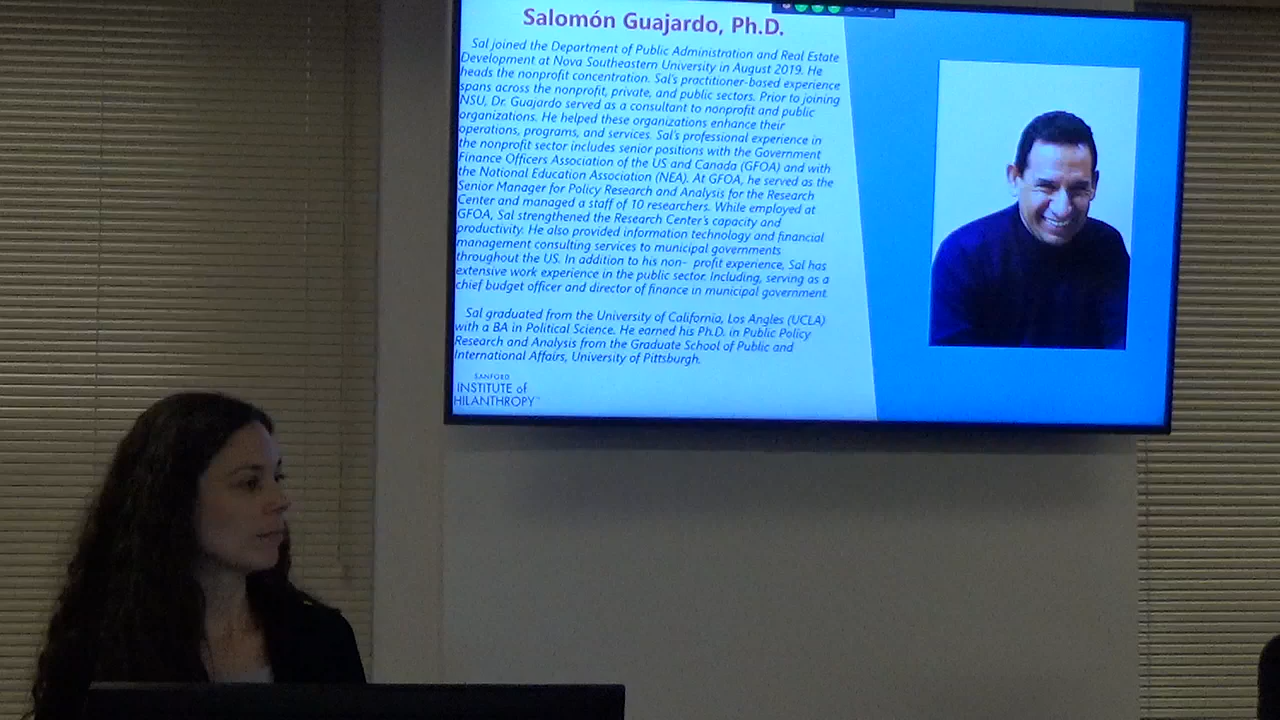 Salomón Guajardo, Ph.D.
Sal joined the Department of Public Administration and Real Estate
Development at Nova Southeastern University in August 2019. He
heads the nonprofit concentration. Sal's practitioner-based experience
spans across the nonprofit, private, and public sectors. Prior to joining
NSU, Dr. Guajardo served as a consultant to nonprofit and public
organizations. He helped these organizations enhance their
operations, programs, and services. Sal's professional experience in
the nonprofit sector includes senior positions with the Government
Finance Officers Association of the US and Canada (GFOA) and with
the National Education Association (NEA). At GFOA, he served as the
Senior Manager for Policy Research and Analysis for the Research
Center and managed a staff of 10 researchers. While employed at
GFOA, Sal strengthened the Research Center's capacity and
productivity. He also provided information technology and financial
management consulting services to municipal governments
throughout the US. In addition to his non- profit experience, Sal has
extensive work experience in the public sector. Including, serving as a
chief budget officer and director of finance in municipal government.
Sal graduated from the University of California, Los Angles (UCLA)
with a BA in Political Science. He earned his Ph.D. in Public Policy
Research and Analysis from the Graduate School of Public and
International Affairs, University of Pittsburgh.
SANFORD
INSTITUTE of
HILANTHROPY